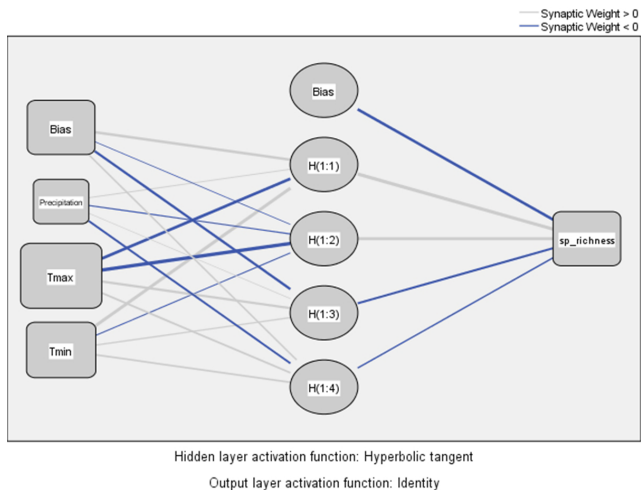 Synaptic Weight > 0
Synaptic Weight < 0
Bias
Bias
H(1:1)
Precipitation
H(1:2)
sp_richness
Tmax
H(1:3)
Tmin
H(1:4)
Hidden layer activation function: Hyperbolic tangent
Output layer activation function: Identity